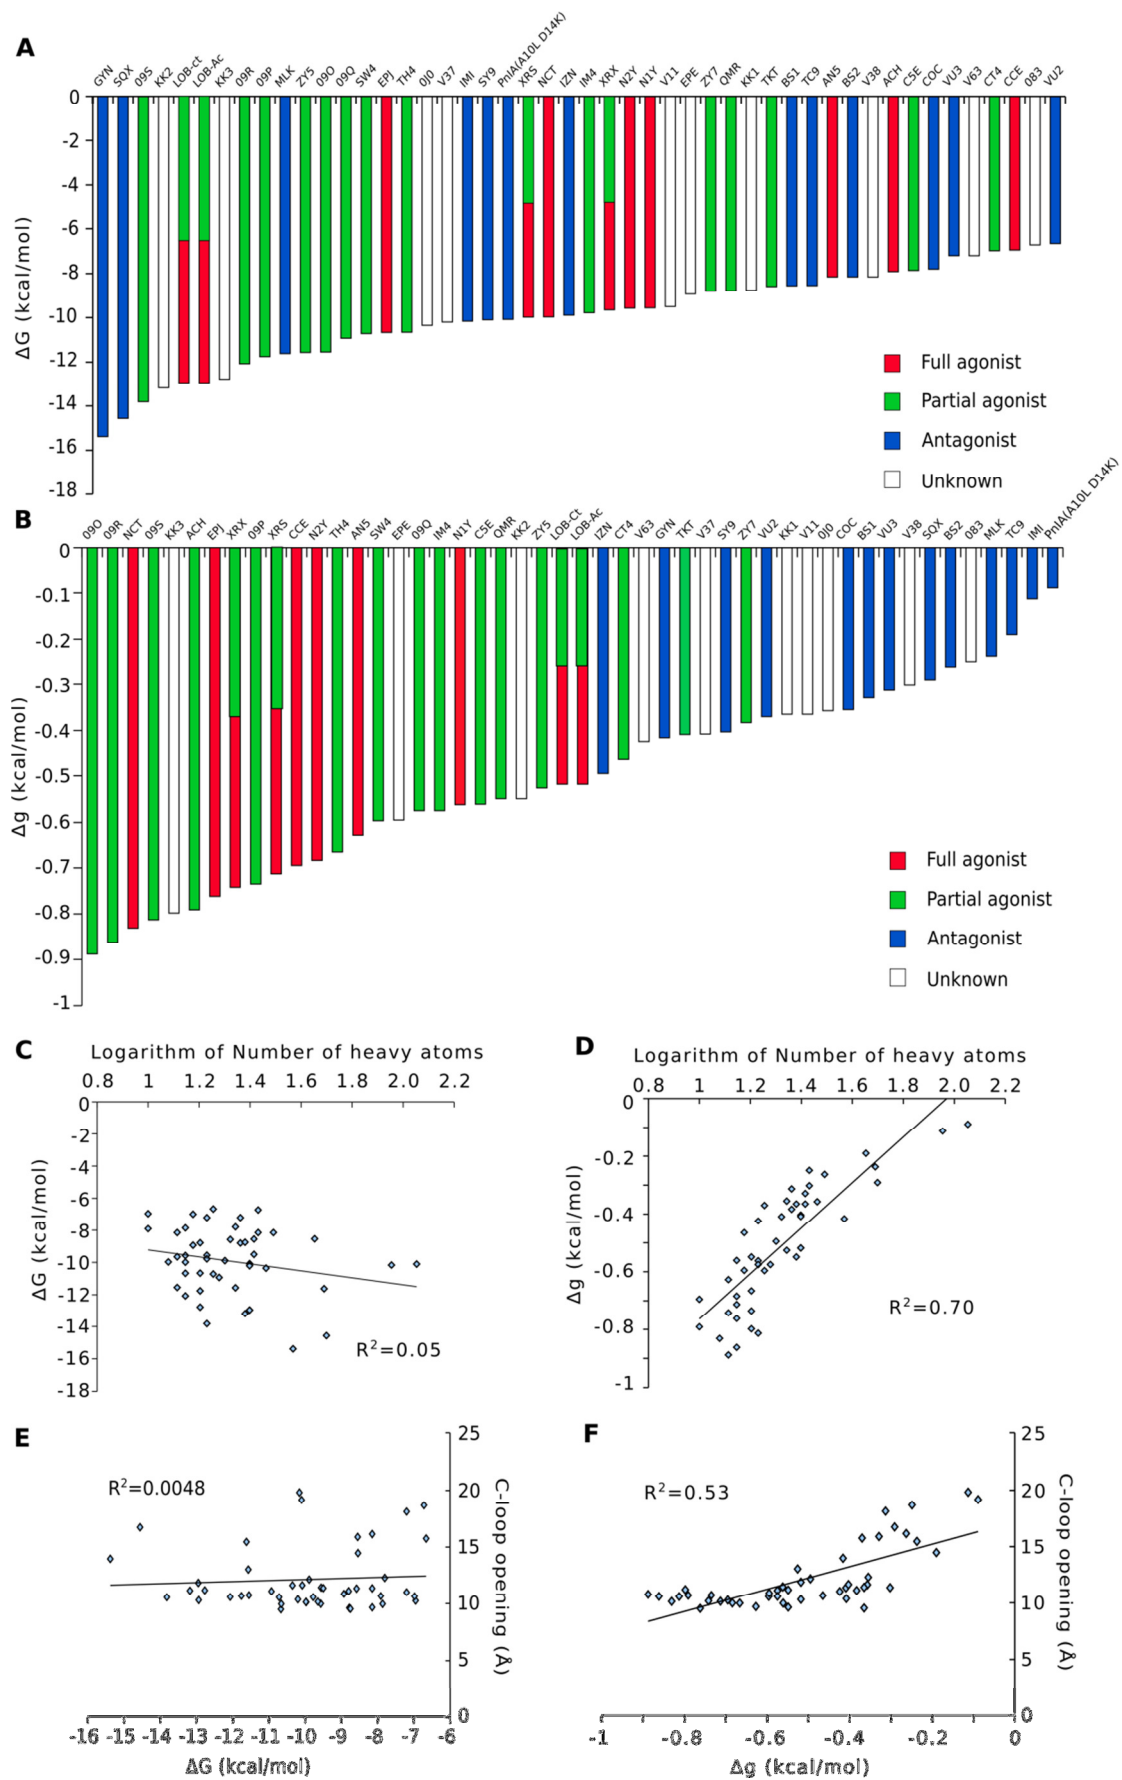 A
GYN SQX 09S KK2 LOB-ct LOB-Ac KK3 09R 09P MLK ZY5 09O 09Q SW4 EPJ TH4 0J0 V37 IMI SY9 PnIA(A10L D14K) XRS NCT IZN IM4 XRX N2Y N1Y V11 EPE ZY7 QMR KK1 TKT BS1 TC9 AN5 BS2 V38 ACH C5E COC VU3 V63 CT4 CCE 083 VU2
0
-2
-4
-6
-8
-10
-12
-14
-16
-18
ΔG (kcal/mol)
Full agonist
Partial agonist
Antagonist
Unknown
B
09O 09R NCT 09S KK3 ACH EPJ XRX 09P XRS CCE N2Y TH4 AN5 SW4 EPE 09Q IM4 N1Y C5E QMR KK2 ZY5 LOB-Ct LOB-Ac IZN CT4 V63 GYN TKT V37 SY9 ZY7 VU2 KK1 V11 0J0 COC BS1 VU3 V38 SQX BS2 083 MLK TC9 IMI PnIA(A10L D14K)
0
-0.1
-0.2
-0.3
-0.4
-0.5
-0.6
-0.7
-0.8
-0.9
-1
Δg (kcal/mol)
Full agonist
Partial agonist
Antagonist
Unknown
C
Logarithm of Number of heavy atoms
0.8 1 1.2 1.4 1.6 1.8 2.0 2.2
0
-2
-4
-6
-8
-10
-12
-14
-16
-18
ΔG (kcal/mol)
R²=0.05
D
Logarithm of Number of heavy atoms
0.8 1 1.2 1.4 1.6 1.8 2.0 2.2
0
-0.2
-0.4
-0.6
-0.8
-1
Δg (kcal/mol)
R²=0.70
E
R²=0.0048
25
20
15
10
5
0
C-loop opening (Å)
-16 -15 -14 -13 -12 -11 -10 -9 -8 -7 -6
ΔG (kcal/mol)
F
R²=0.53
25
20
15
10
5
0
C-loop opening (Å)
-1 -0.8 -0.6 -0.4 -0.2 0
Δg (kcal/mol)